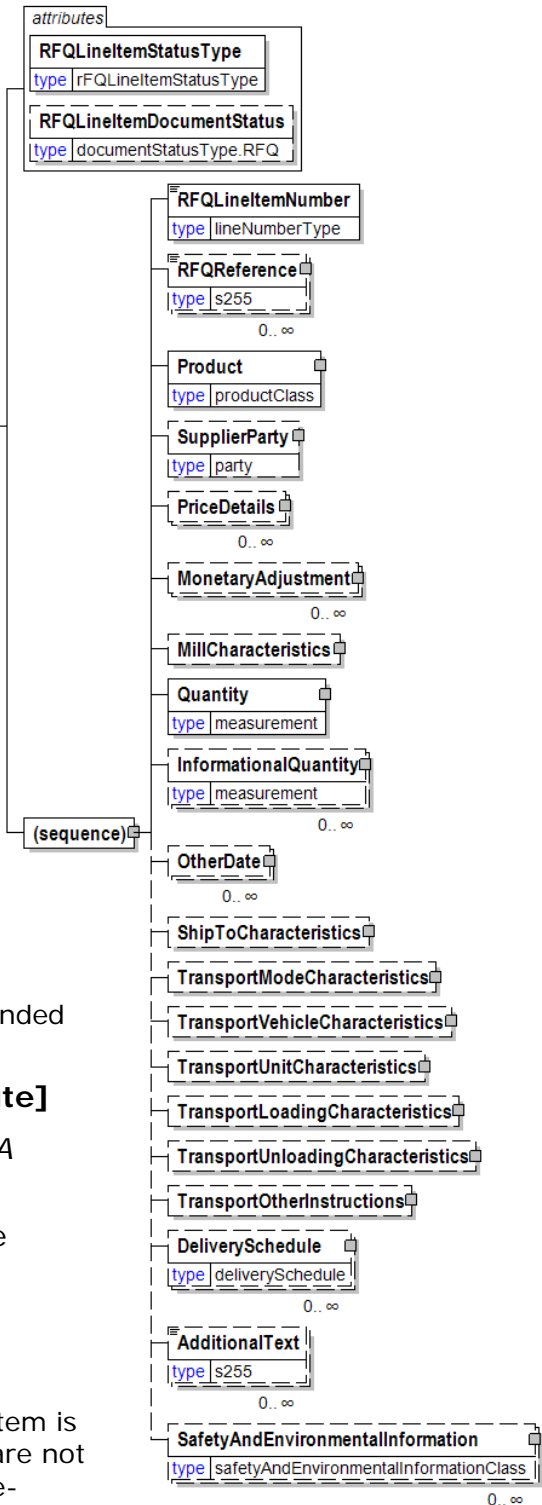 attributes
RFQLineItemStatusType
type rFQLineItemStatusType
RFQLineItemDocumentStatus
type documentStatusType.RFQ
RFQLineItemNumber
type lineNumberType
RFQReference
type s255
0.. ∞
Product
type productClass
SupplierParty
type party
PriceDetails
0.. ∞
MonetaryAdjustment
0.. ∞
MillCharacteristics
Quantity
type measurement
InformationalQuantity
type measurement
0.. ∞
(sequence)
OtherDate
0.. ∞
ShipToCharacteristics
TransportModeCharacteristics
nded
TransportVehicleCharacteristics
TransportUnitCharacteristics
te]
TransportLoadingCharacteristics
A
TransportUnloadingCharacteristics
TransportOtherInstructions
e
DeliverySchedule
type deliverySchedule
0.. ∞
AdditionalText
type s255
0.. ∞
tem is
SafetyAndEnvironmentalInformation
are not
type safetyAndEnvironmentalInformationClass
e-
0.. ∞